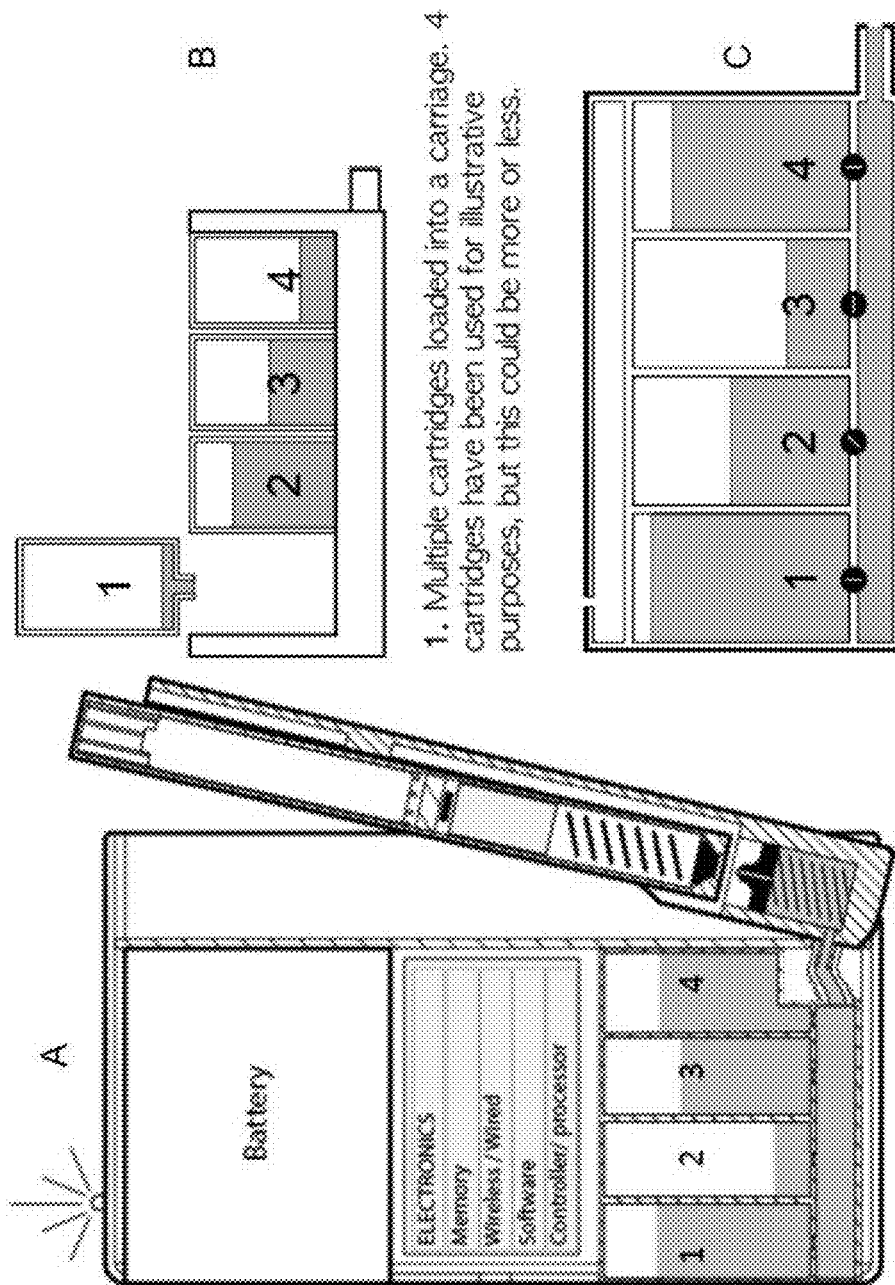 A
Battery
ELECTRONICS
Memory
Wireless / Wired
Software
Controller/ processor
1 2 3 4
B
1 2 3 4
1. Multiple cartridges loaded into a carriage. 4
cartridges have been used for illustrative
purposes, but this could be more or less.
C
1 2 3 4